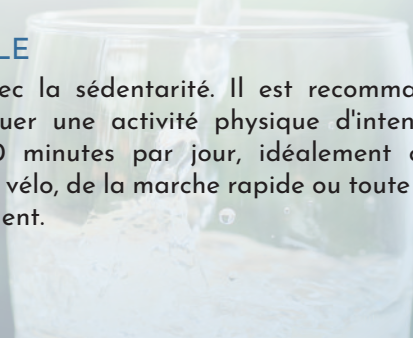 LE
ec la sédentarité. Il est recomma
uer une activité physique d'inten
minutes par jour, idéalement
vélo, de la marche rapide ou toute
ent.